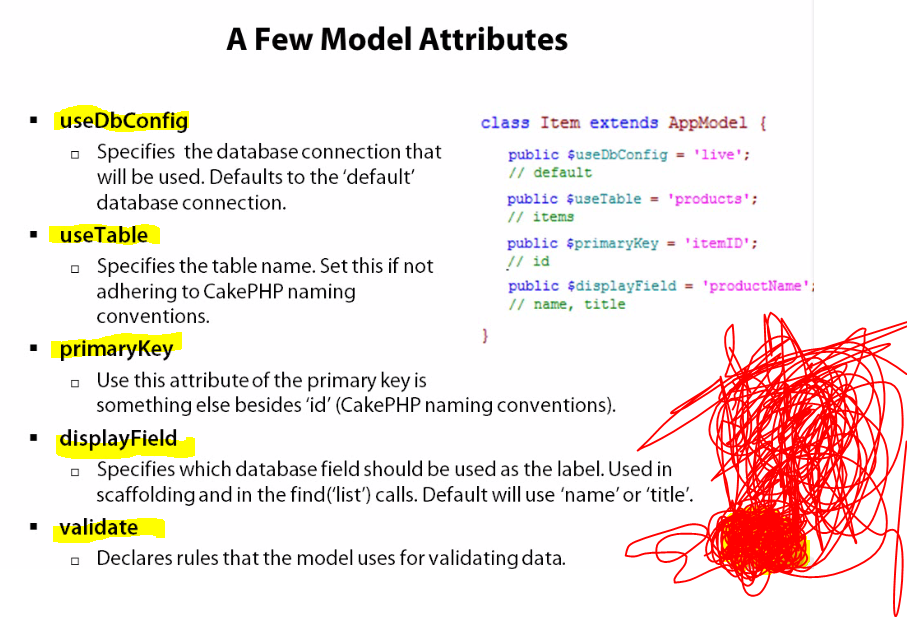 A Few Model Attributes
▪ useDbConfig
▫ Specifies the database connection that
will be used. Defaults to the ‘default’
database connection.
▪ useTable
▫ Specifies the table name. Set this if not
adhering to CakePHP naming
conventions.
▪ primaryKey
▫ Use this attribute of the primary key is
something else besides ‘id’ (CakePHP naming conventions).
▪ displayField
▫ Specifies which database field should be used as the label. Used in
scaffolding and in the find(‘list’) calls. Default will use ‘name’ or ‘title’.
▪ validate
▫ Declares rules that the model uses for validating data.
class Item extends AppModel {
public $useDbConfig = 'live';
// default
public $useTable = 'products';
// items
public $primaryKey = 'itemID';
// id
public $displayField = 'productName';
// name, title
}